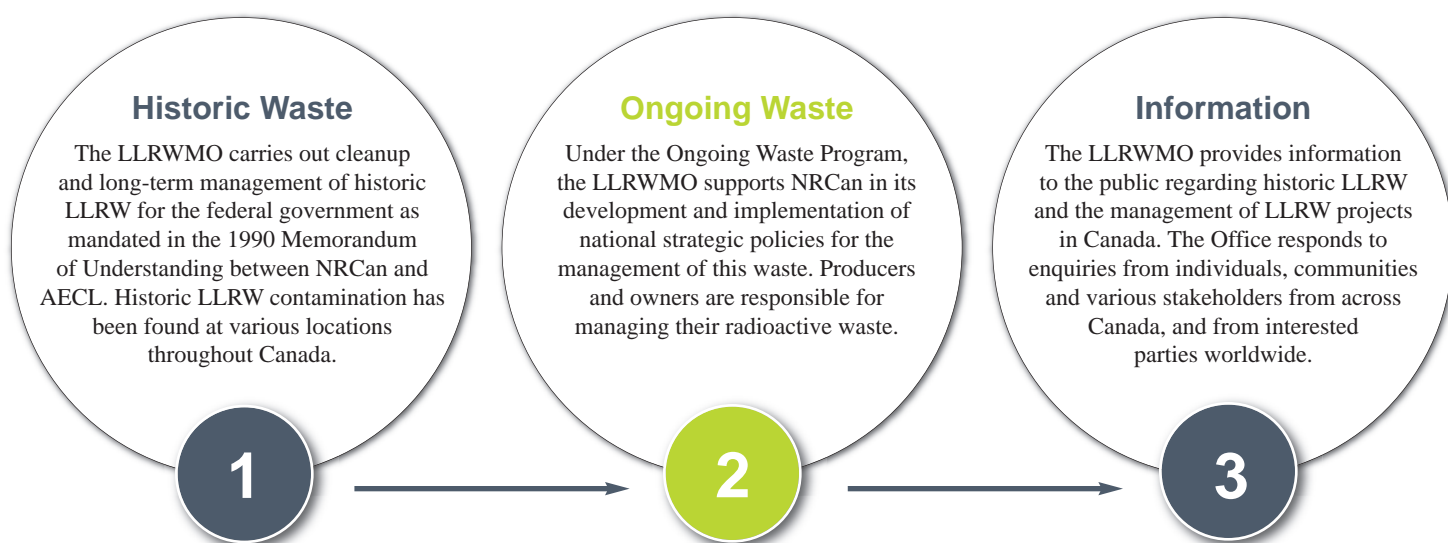 Historic Waste
The LLRWMO carries out cleanup
and long-term management of historic
LLRW for the federal government as
mandated in the 1990 Memorandum
of Understanding between NRCan and
AECL. Historic LLRW contamination has
been found at various locations
throughout Canada.
1
Ongoing Waste
Under the Ongoing Waste Program,
the LLRWMO supports NRCan in its
development and implementation of
national strategic policies for the
management of this waste. Producers
and owners are responsible for
managing their radioactive waste.
2
Information
The LLRWMO provides information
to the public regarding historic LLRW
and the management of LLRW projects
in Canada. The Office responds to
enquiries from individuals, communities
and various stakeholders from across
Canada, and from interested
parties worldwide.
3